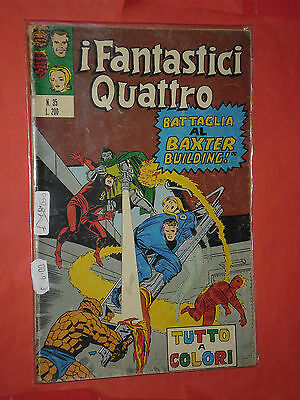 i Fantastici
Quattro
N. 35
L. 200
BATTAGLIA
AL
BAXTER
BUILDING!"
TUTTO
A
COLORI